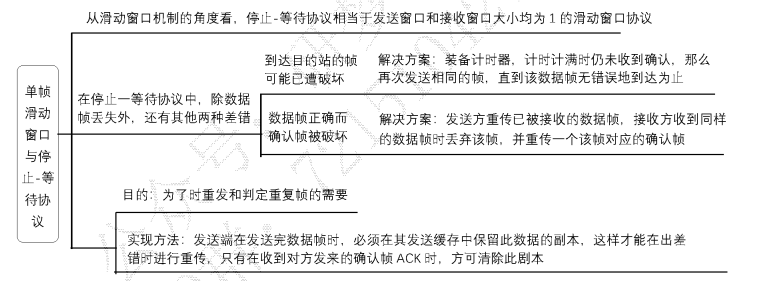 从滑动窗口机制的角度看，停止-等待协议相当于发送窗口和接收窗口大小均为1的滑动窗口协议
单帧
滑动
窗口
与停
止-等
待协
议
在停止一等待协议中，除数据
帧丢失外，还有其他两种差错
到达目的站的帧
可能已遭破坏
解决方案：装备计时器，计时计满时仍未收到确认，那么
再次发送相同的帧，直到该数据帧无错误地到达为止
数据帧正确而
确认帧被破坏
解决方案：发送方重传已被接收的数据帧，接收方收到同样
的数据帧时丢弃该帧，并重传一个该帧对应的确认帧
目的：为了时重发和判定重复帧的需要
实现方法：发送端在发送完数据帧时，必须在其发送缓存中保留此数据的副本，这样才能在出差
错时进行重传，只有在收到对方发来的确认帧ACK时，方可清除此剧本